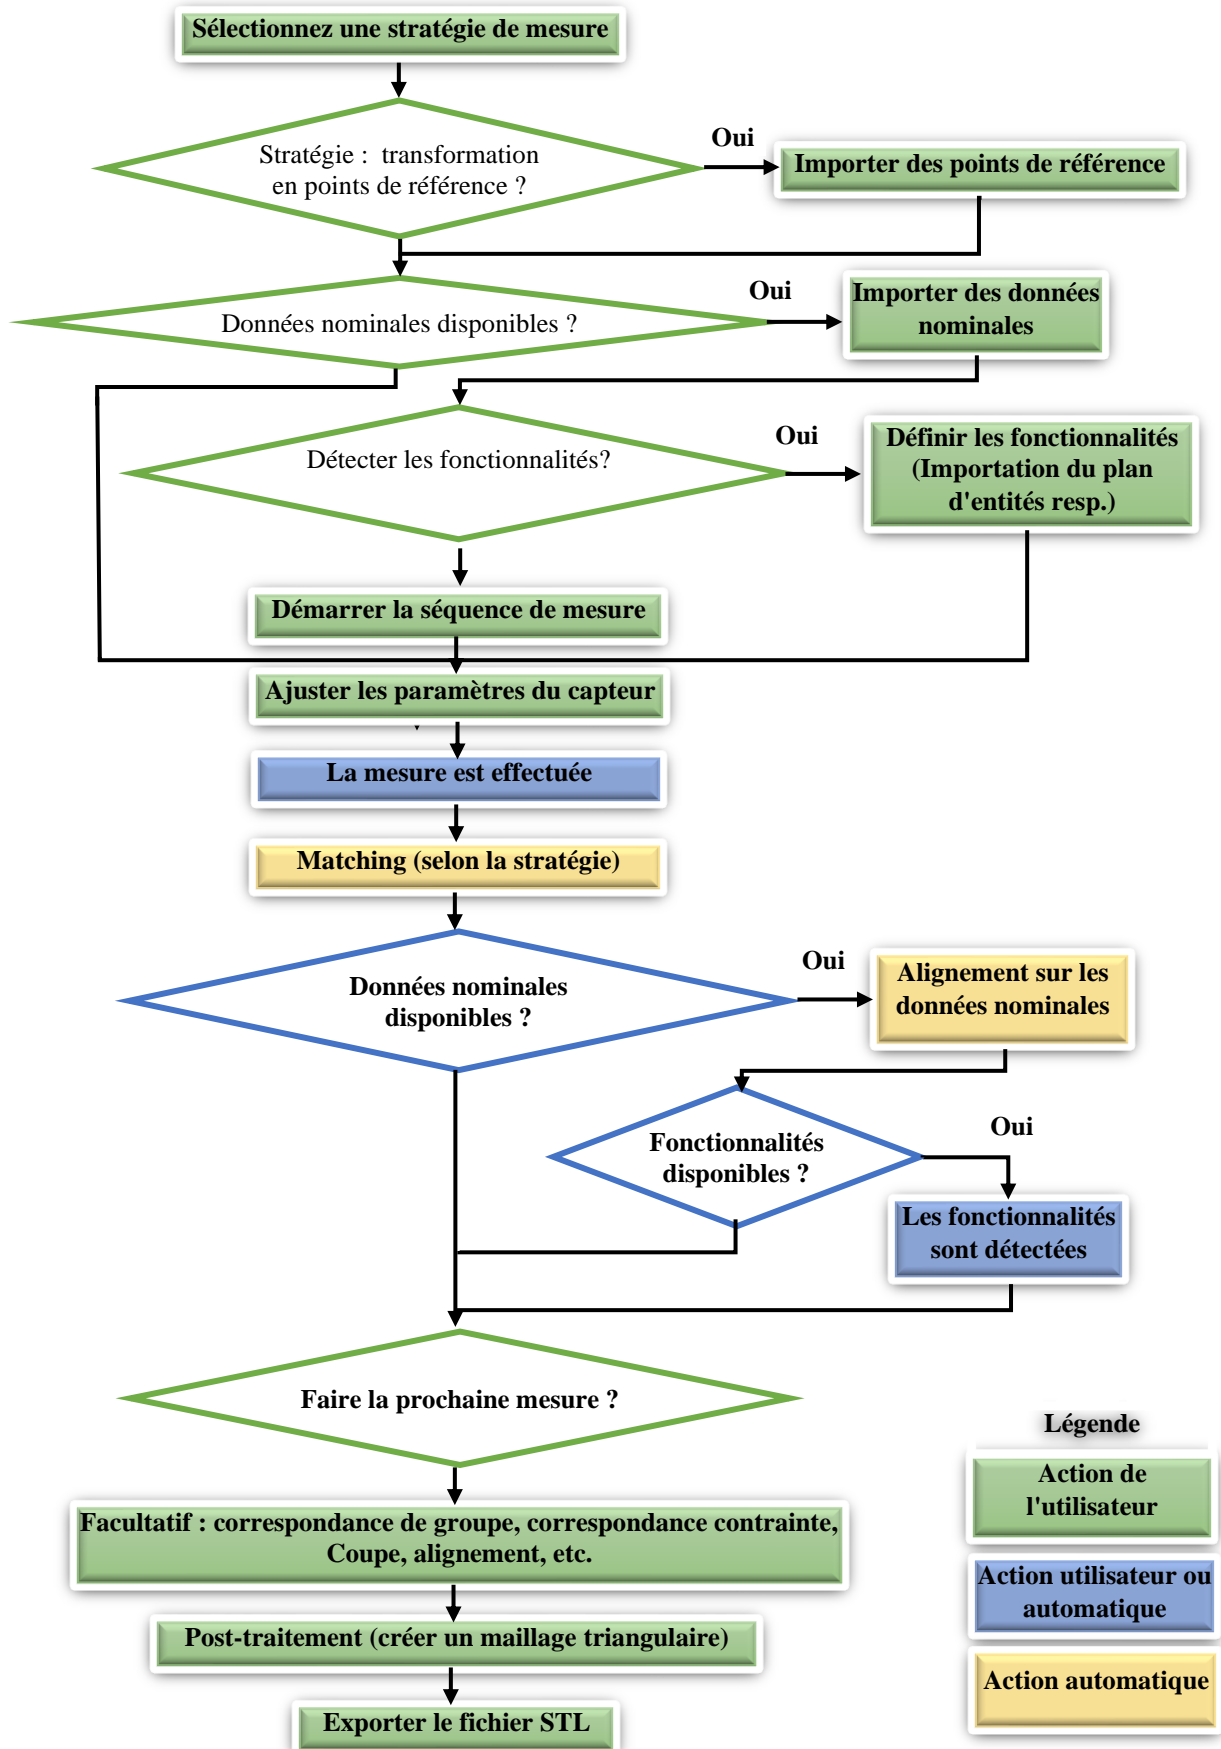 Sélectionnez une stratégie de mesure
Stratégie : transformation
en points de référence ?
Oui
Importer des points de référence
Données nominales disponibles ?
Oui
Importer des données
nominales
Détecter les fonctionnalités?
Oui
Définir les fonctionnalités
(Importation du plan
d'entités resp.)
Démarrer la séquence de mesure
Ajuster les paramètres du capteur
La mesure est effectuée
Matching (selon la stratégie)
Données nominales
disponibles ?
Oui
Alignement sur les
données nominales
Fonctionnalités
disponibles ?
Oui
Les fonctionnalités
sont détectées
Faire la prochaine mesure ?
Facultatif : correspondance de groupe, correspondance contrainte,
Coupe, alignement, etc.
Post-traitement (créer un maillage triangulaire)
Exporter le fichier STL
Légende
Action de
l'utilisateur
Action utilisateur ou
automatique
Action automatique